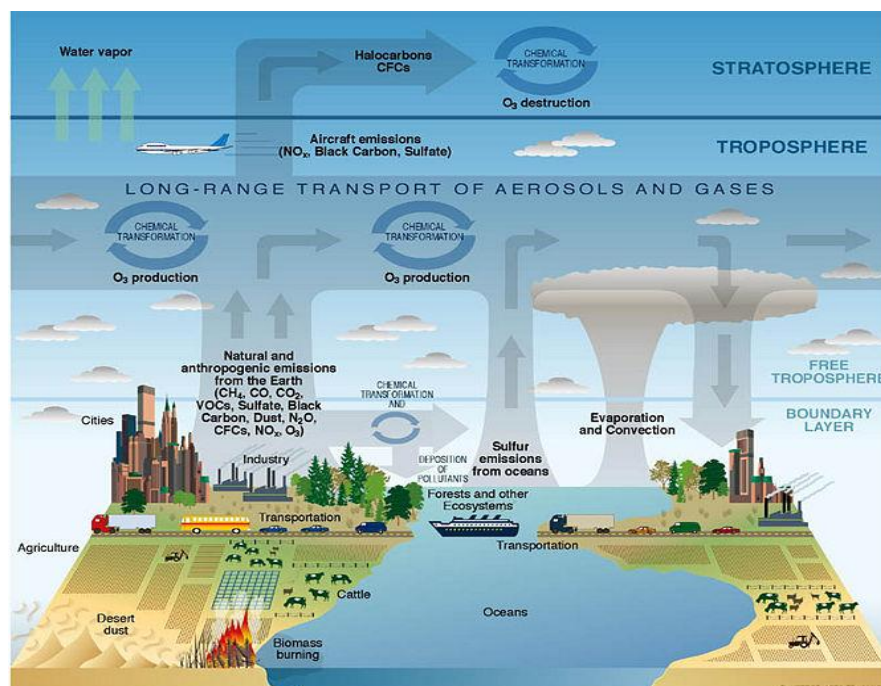 Water vapor
Halocarbons
CFCs
CHEMICAL
TRANSFORMATION
O₃ destruction
STRATOSPHERE
Aircraft emissions
(NOₓ, Black Carbon, Sulfate)
TROPOSPHERE
LONG-RANGE TRANSPORT OF AEROSOLS AND GASES
CHEMICAL
TRANSFORMATION
O₃ production
CHEMICAL
TRANSFORMATION
O₃ production
Natural and
anthropogenic emissions
from the Earth
(CH₄, CO, CO₂,
VOCs, Sulfate, Black
Carbon, Dust, N₂O,
CFCs, NOₓ, O₃)
CHEMICAL
TRANSFORMATION
AND
DEPOSITION
OF
POLLUTANTS
FREE
TROPOSPHERE
BOUNDARY
LAYER
Cities
Evaporation
and Convection
Sulfur
emissions
from oceans
Industry
Forests and other
Ecosystems
Transportation
Agriculture
Transportation
Cattle
Oceans
Desert
dust
Biomass
burning